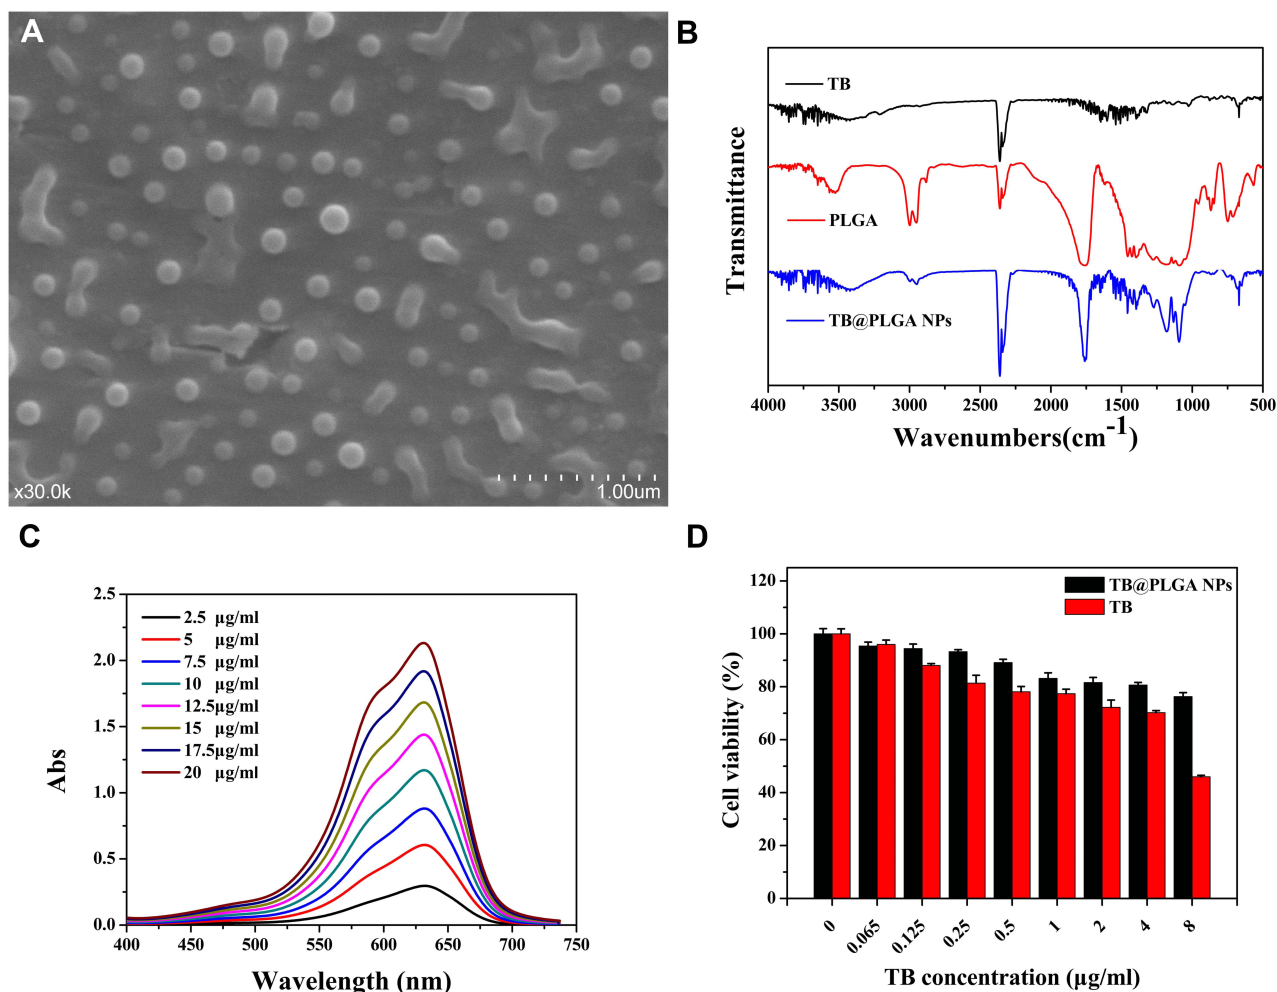 A
x30.0k
1.00um
B
TB
PLGA
TB@PLGA NPs
Transmittance
4000 3500 3000 2500 2000 1500 1000 500
Wavenumbers(cm-1)
C
2.5
2.0
1.5
1.0
0.5
0.0
2.5 µg/ml
5 µg/ml
7.5 µg/ml
10 µg/ml
12.5µg/ml
15 µg/ml
17.5µg/ml
20 µg/ml
Abs
400 450 500 550 600 650 700 750
Wavelength (nm)
D
120
100
80
60
40
20
0
TB@PLGA NPs
TB
Cell viability (%)
0 0.065 0.125 0.25 0.5 1 2 4 8
TB concentration (µg/ml)